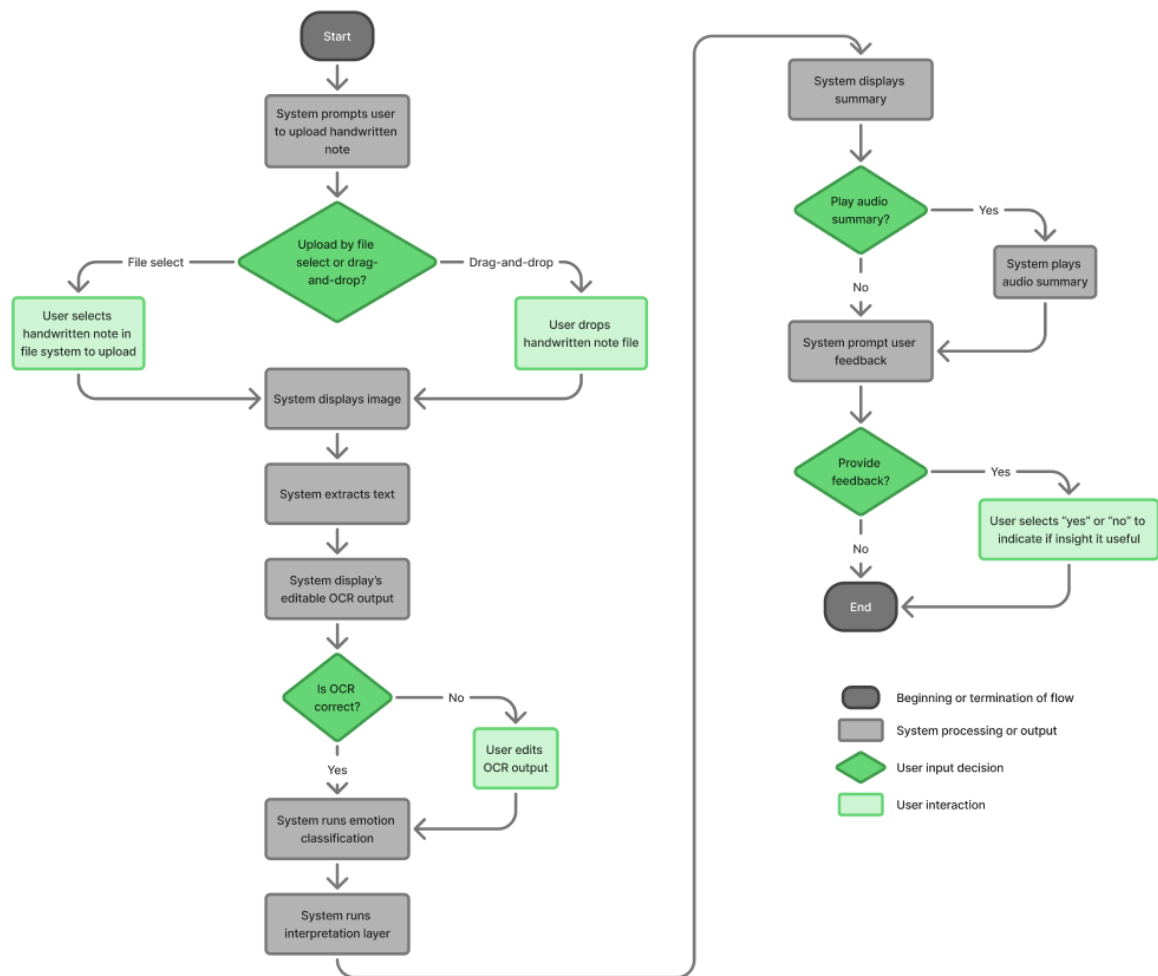 Start
System prompts user
to upload handwritten
note
Upload by file
select or drag-
and-drop?
File select
Drag-and-drop
User selects
handwritten note in
file system to upload
User drops
handwritten note file
System displays image
System extracts text
System display's
editable OCR output
Is OCR
correct?
No
User edits
OCR output
Yes
System runs emotion
classification
System runs
interpretation layer
System displays
summary
Play audio
summary?
Yes
System plays
audio summary
No
System prompt user
feedback
Provide
feedback?
Yes
User selects "yes" or "no" to
indicate if insight it useful
No
End
Beginning or termination of flow
System processing or output
User input decision
User interaction